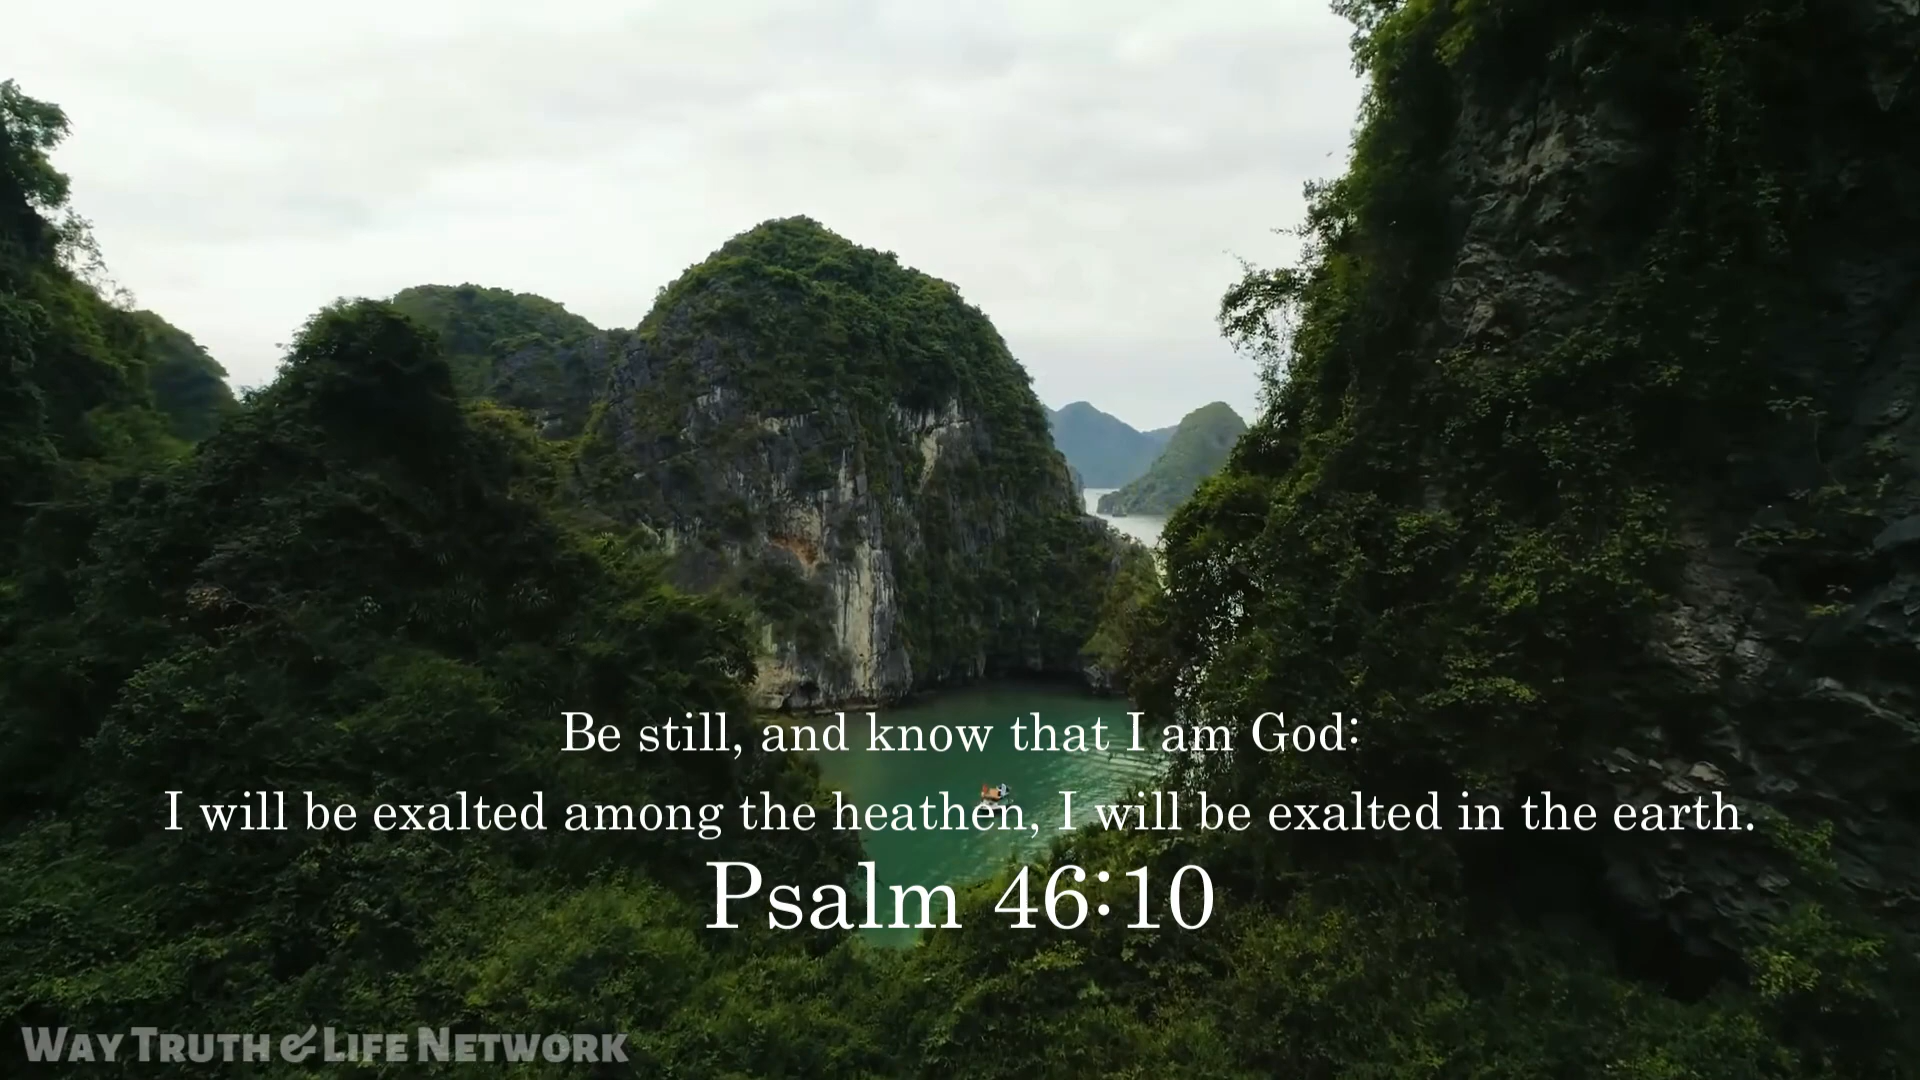 Be still, and know that I am God:
I will be exalted among the heathen, I will be exalted in the earth.
Psalm 46:10
WAY TRUTH & LIFE NETWORK